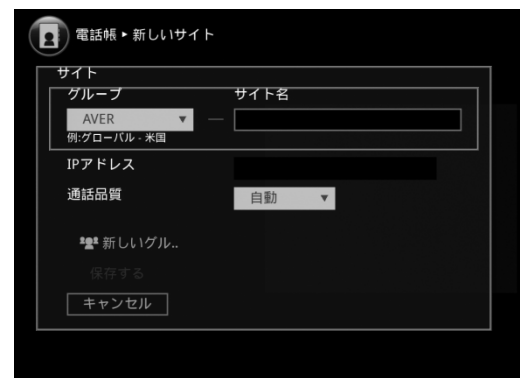 電話帳 ▸ 新しいサイト
サイト
グループ サイト名
AVER ▼ —
例:グローバル - 米国
IPアドレス
通話品質 自動 ▼
新しいグル..
保存する
キャンセル